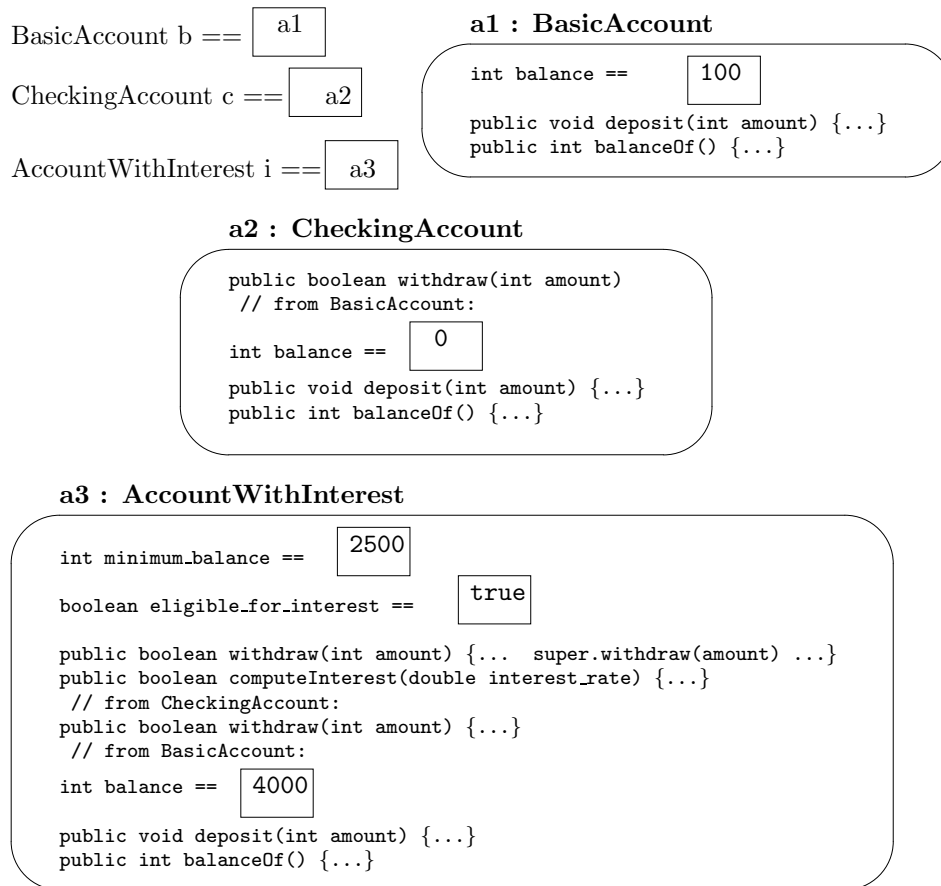 BasicAccount b == a1
CheckingAccount c == a2
AccountWithInterest i == a3
a1 : BasicAccount
int balance == 100
public void deposit(int amount) {...}
public int balanceOf() {...}
a2 : CheckingAccount
public boolean withdraw(int amount)
// from BasicAccount:
int balance == 0
public void deposit(int amount) {...}
public int balanceOf() {...}
a3 : AccountWithInterest
int minimum_balance == 2500
boolean eligible_for_interest == true
public boolean withdraw(int amount) {... super.withdraw(amount) ...}
public boolean computeInterest(double interest_rate) {...}
// from CheckingAccount:
public boolean withdraw(int amount) {...}
// from BasicAccount:
int balance == 4000
public void deposit(int amount) {...}
public int balanceOf() {...}